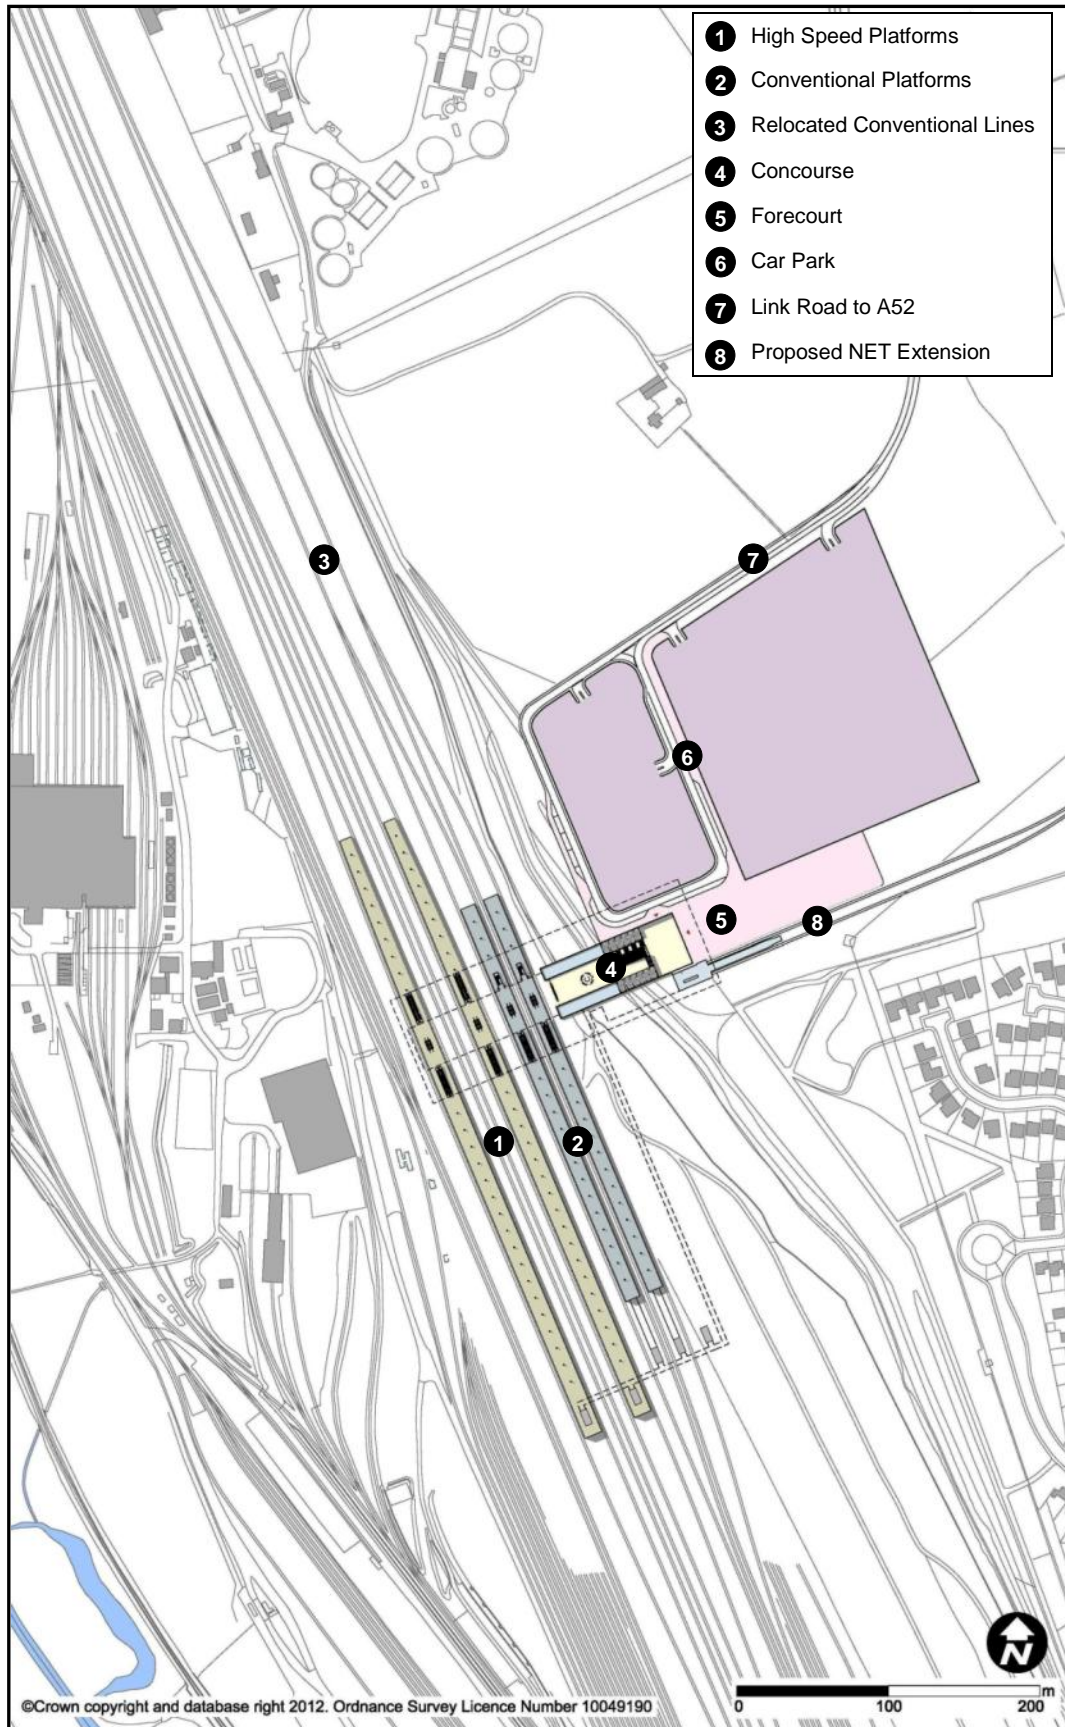 1 High Speed Platforms
2 Conventional Platforms
3 Relocated Conventional Lines
4 Concourse
5 Forecourt
6 Car Park
7 Link Road to A52
8 Proposed NET Extension
3
7
6
5
8
4
1
2
N
©Crown copyright and database right 2012. Ordnance Survey Licence Number 10049190
0 100 200 m